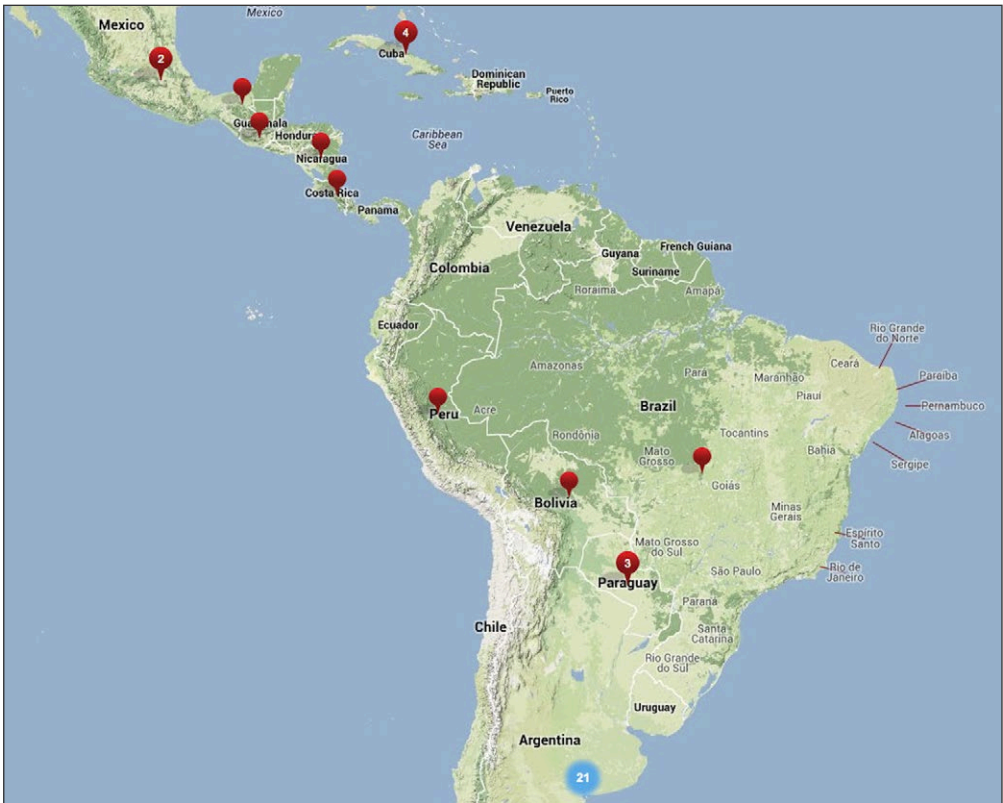 Mexico
Mexico
4
Cuba
2
Dominican
Republic
Puerto
Rico
Guatemala
Honduras
Caribbean
Sea
Nicaragua
Costa Rica
Panama
Venezuela
Guyana
French Guiana
Suriname
Colombia
Roraima
Amapá
Ecuador
Rio Grande
do Norte
Amazonas
Pará
Maranhão
Ceará
Paraiba
Piauí
Peru
Acre
Brazil
Pernambuco
Rondônia
Tocantins
Alagoas
Mato
Grosso
Bahia
Sergipe
Goiás
Bolivia
Minas
Gerais
Espírito
Santo
Mato Grosso
do Sul
3
Paraguay
São Paulo
Rio de
Janeiro
Paraná
Chile
Santa
Catarina
Rio Grande
do Sul
Uruguay
Argentina
21